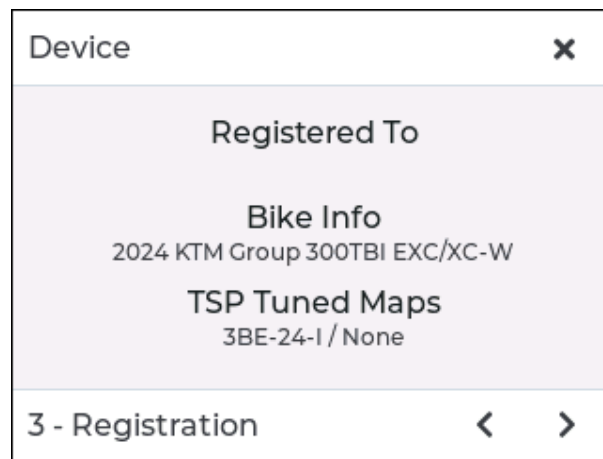 Device
Registered To
Bike Info
2024 KTM Group 300TBI EXC/XC-W
TSP Tuned Maps
3BE-24-I / None
3 - Registration